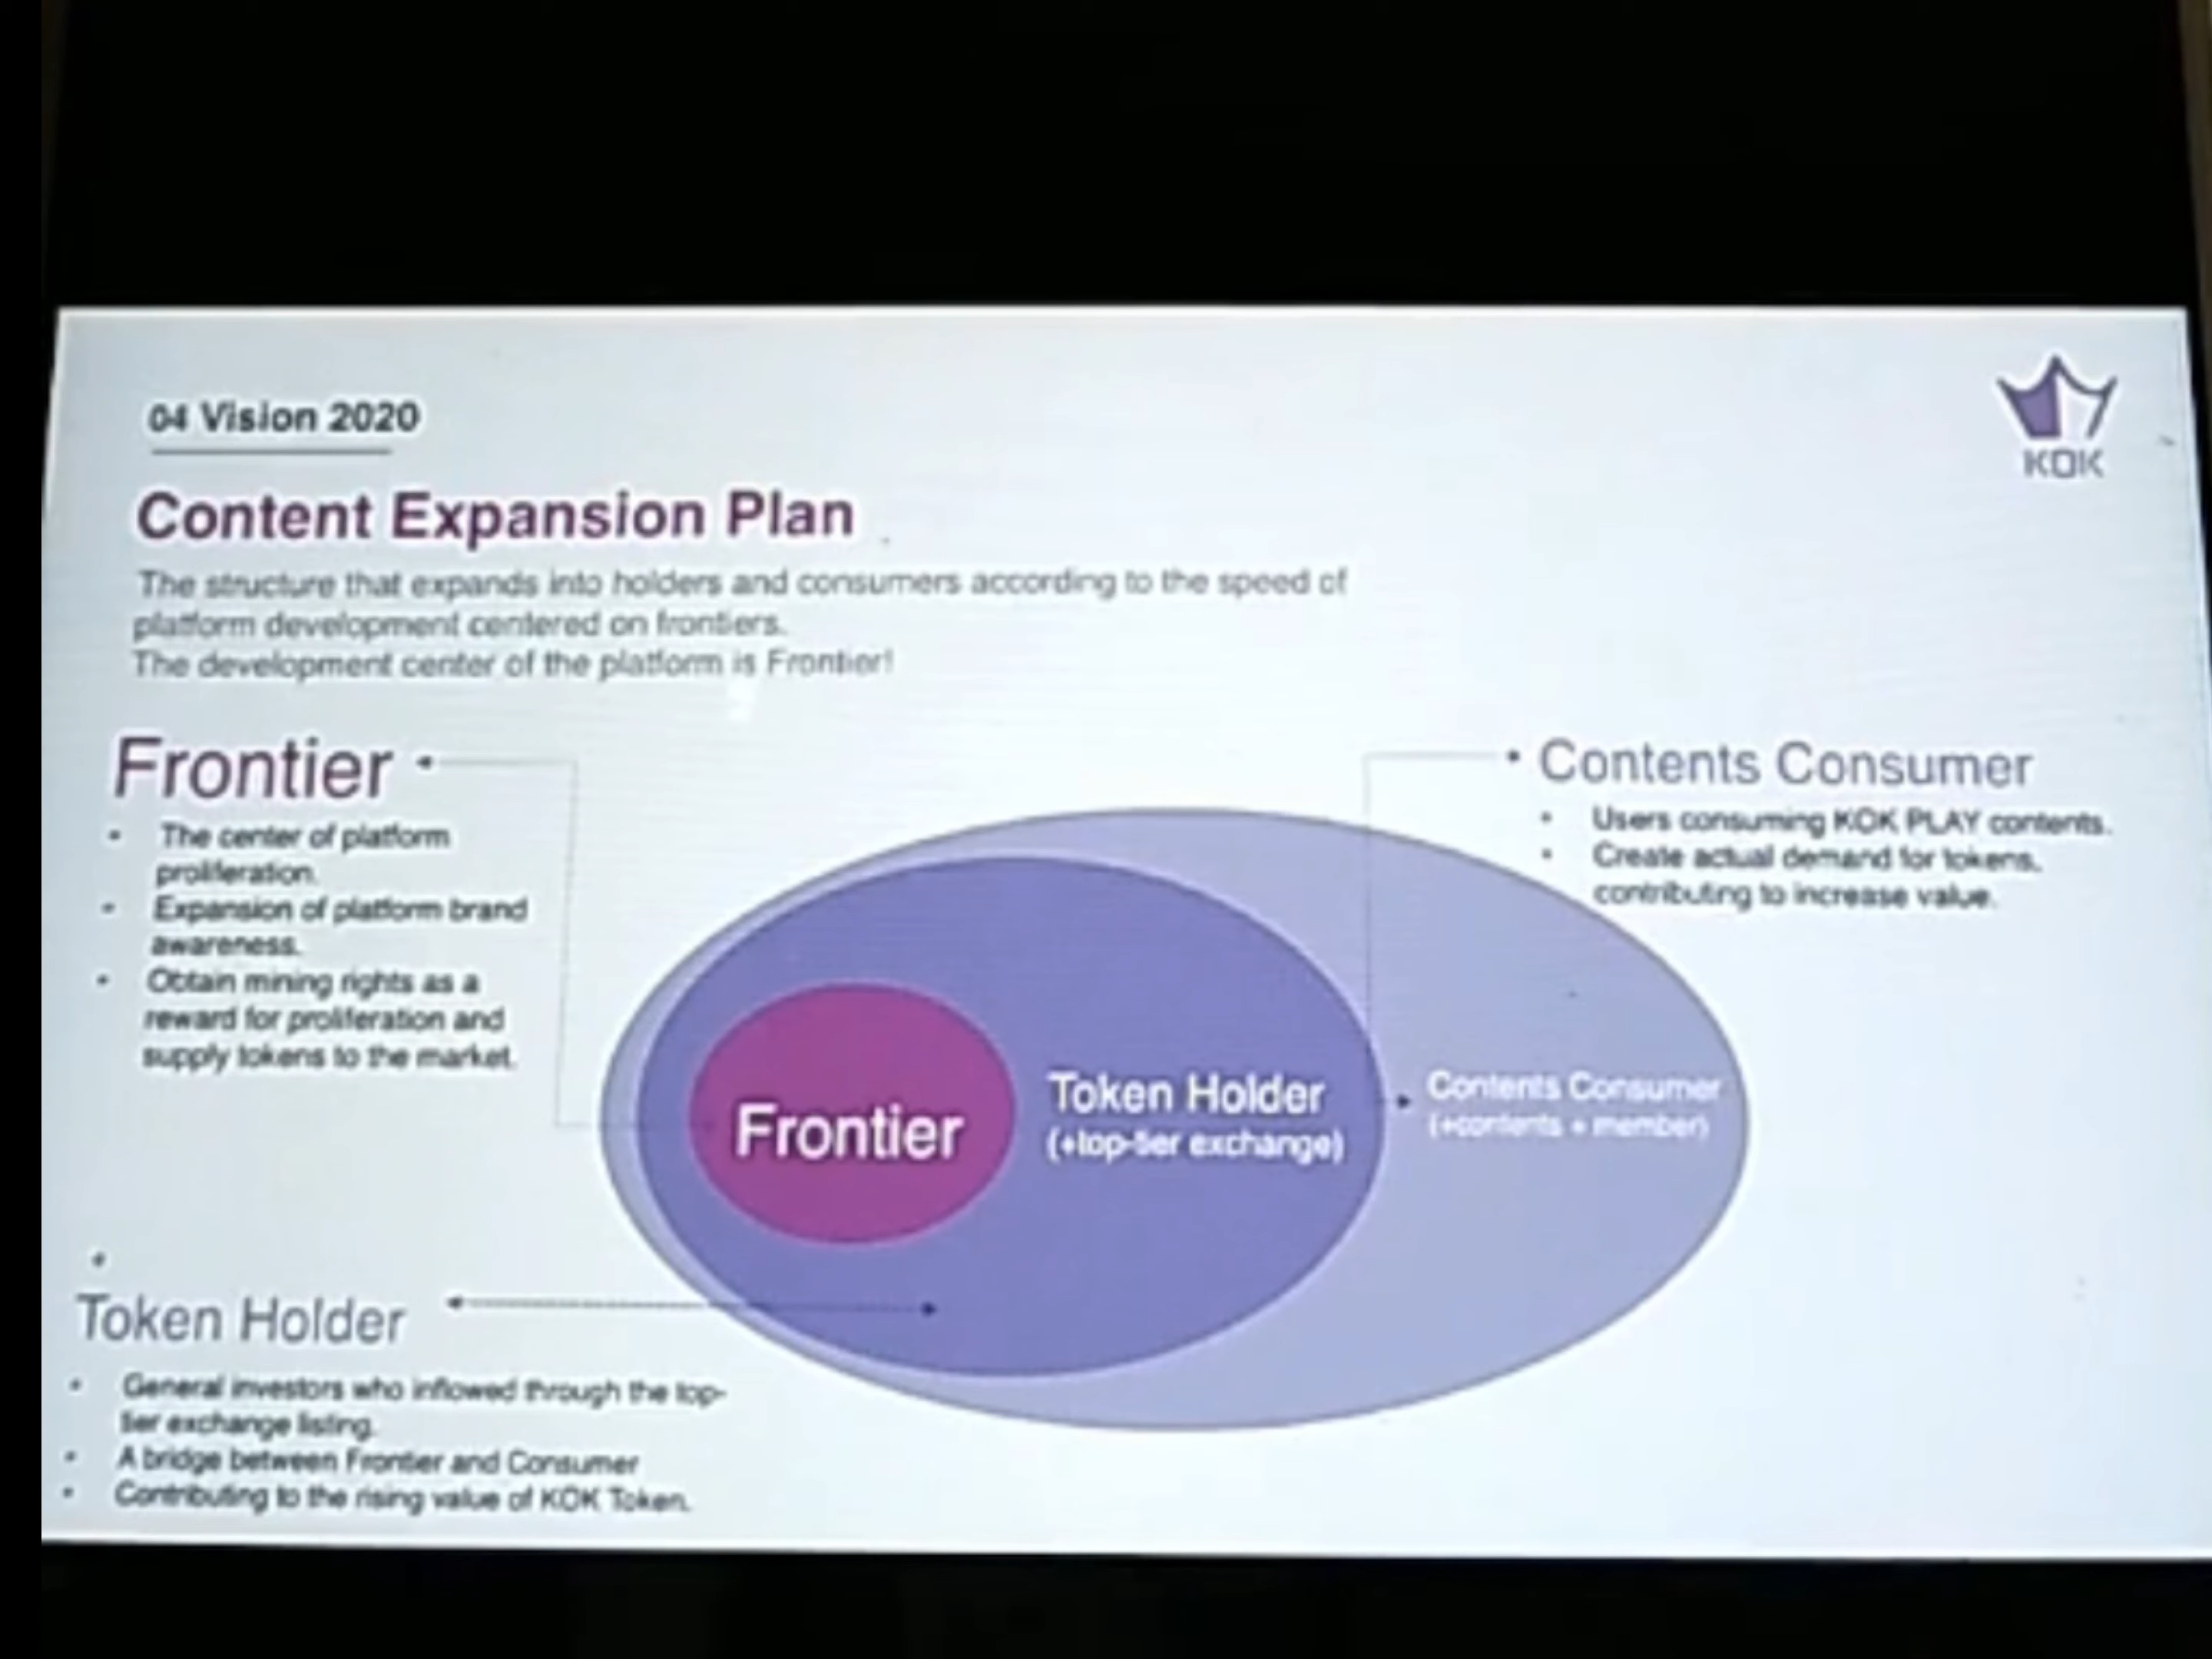 04 Vision 2020
KOK
Content Expansion Plan
The structure that expands into holders and consumers according to the speed of
platform development centered on frontiers.
The development center of the platform is Frontier!
Frontier
• The center of platform
proliferation.
• Expansion of platform brand
awareness.
• Obtain mining rights as a
reward for proliferation and
supply tokens to the market.
• Contents Consumer
• Users consuming KOK PLAY contents.
• Create actual demand for tokens,
contributing to increase value.
Frontier
Token Holder
(+top-tier exchange)
Contents Consumer
(+contents + member)
•
Token Holder
• General investors who inflowed through the top-
tier exchange listing.
• A bridge between Frontier and Consumer
• Contributing to the rising value of KOK Token.